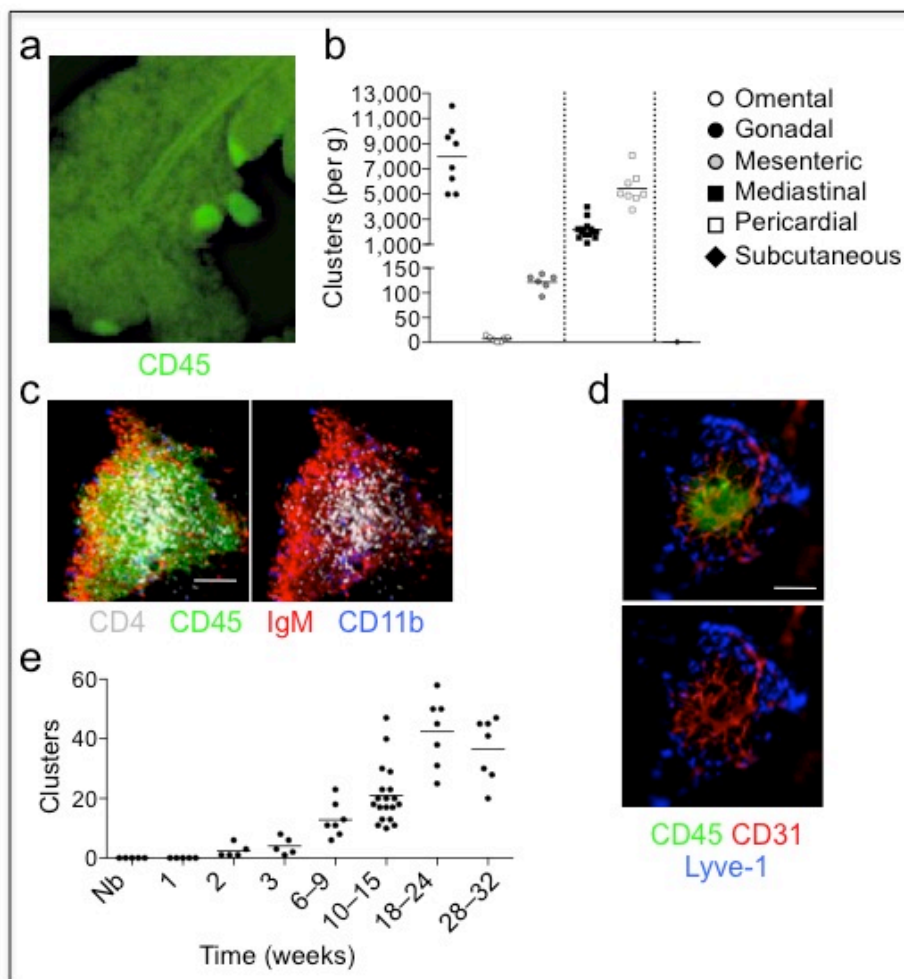 a
CD45
b
Clusters (per g)
13,000
11,000
9,000
7,000
5,000
3,000
1,000
150
100
50
0
Omental
Gonadal
Mesenteric
Mediastinal
Pericardial
Subcutaneous
c
CD4 CD45 IgM CD11b
d
CD45 CD31
Lyve-1
e
Clusters
60
40
20
0
Nb
1
2
3
6–9
10–15
18–24
28–32
Time (weeks)